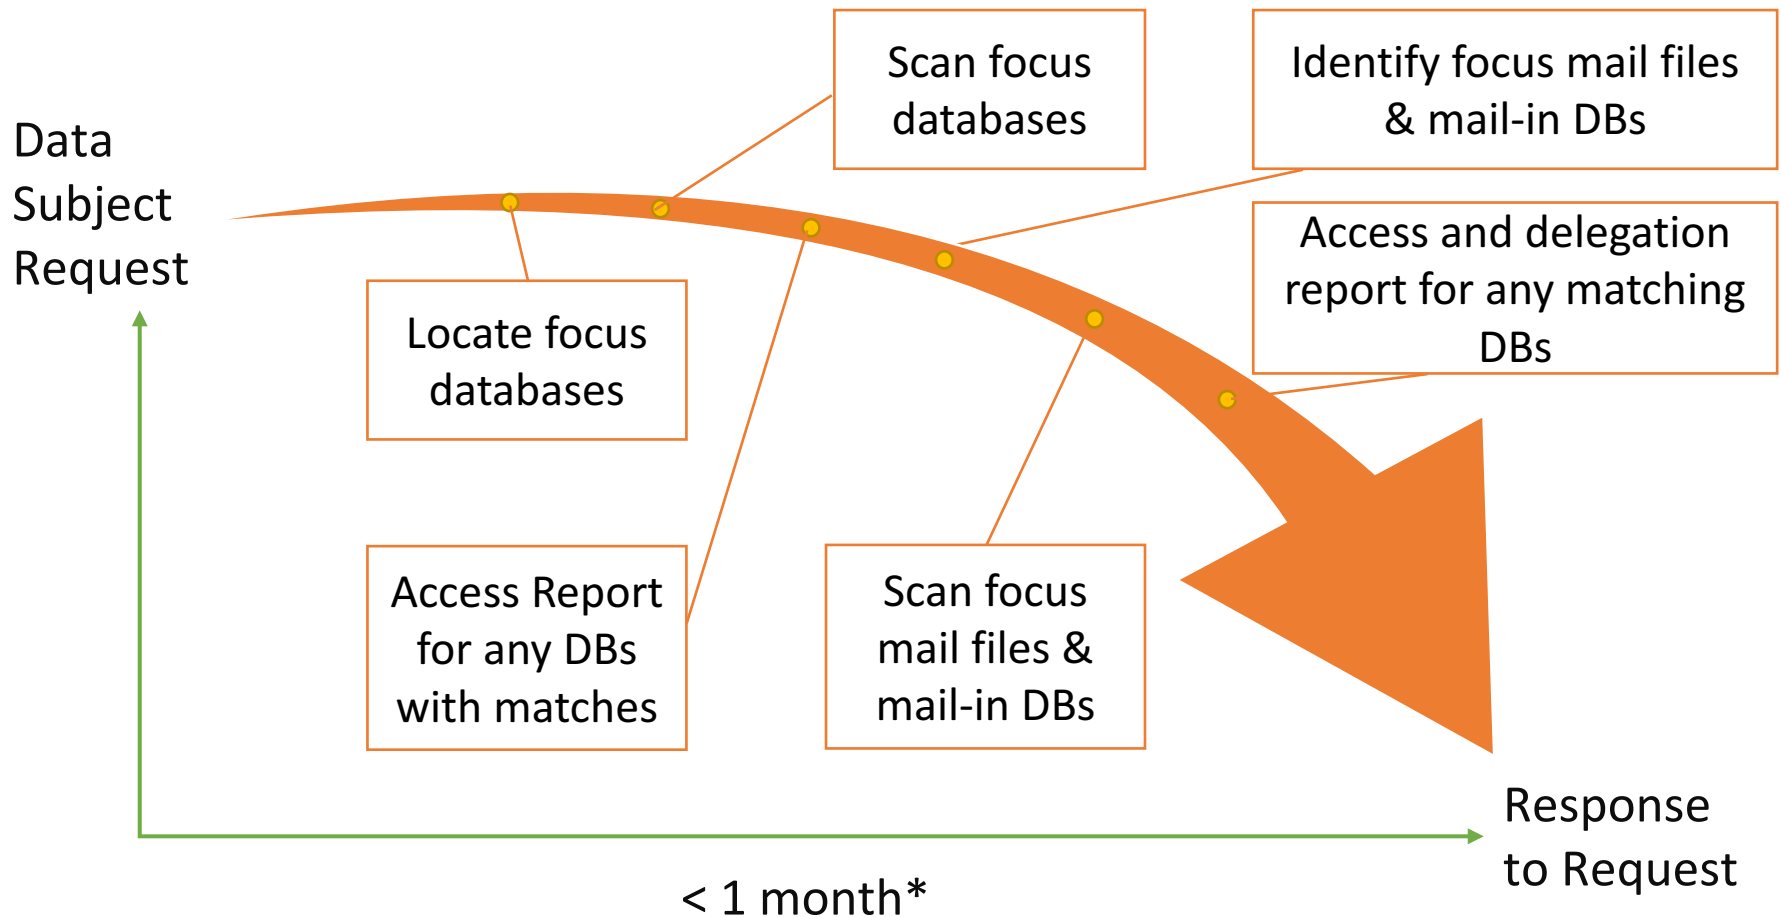 Data
Subject
Request
Locate focus
databases
Scan focus
databases
Access Report
for any DBs
with matches
Identify focus mail files
& mail-in DBs
Scan focus
mail files &
mail-in DBs
Access and delegation
report for any matching
DBs
Response
to Request
< 1 month*